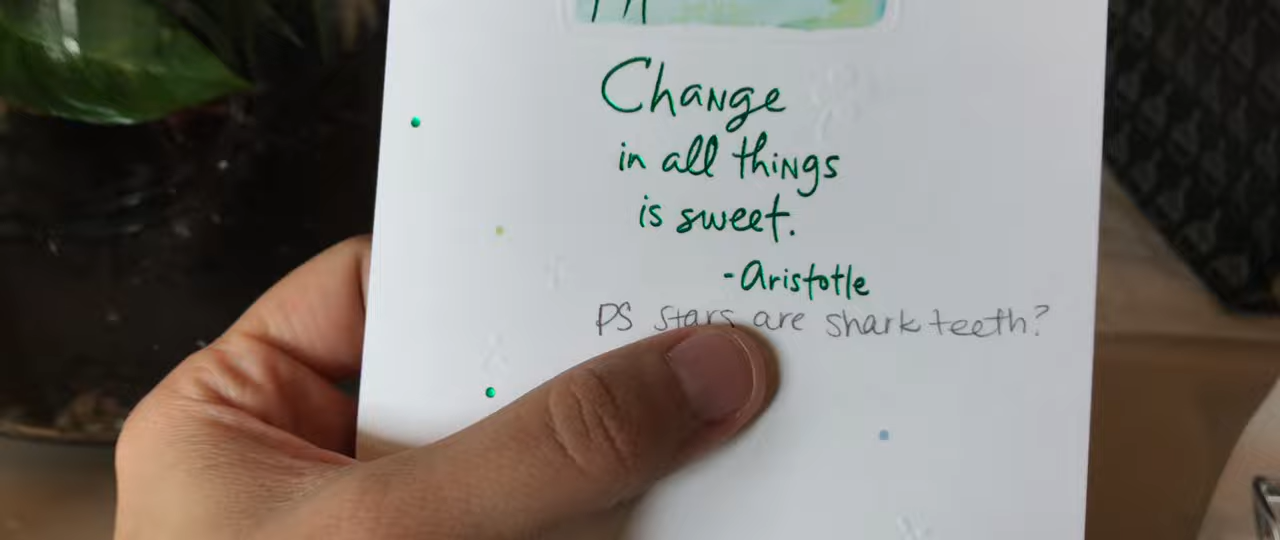 Change
in all things
is sweet.
-Aristotle
PS stars are shark teeth?